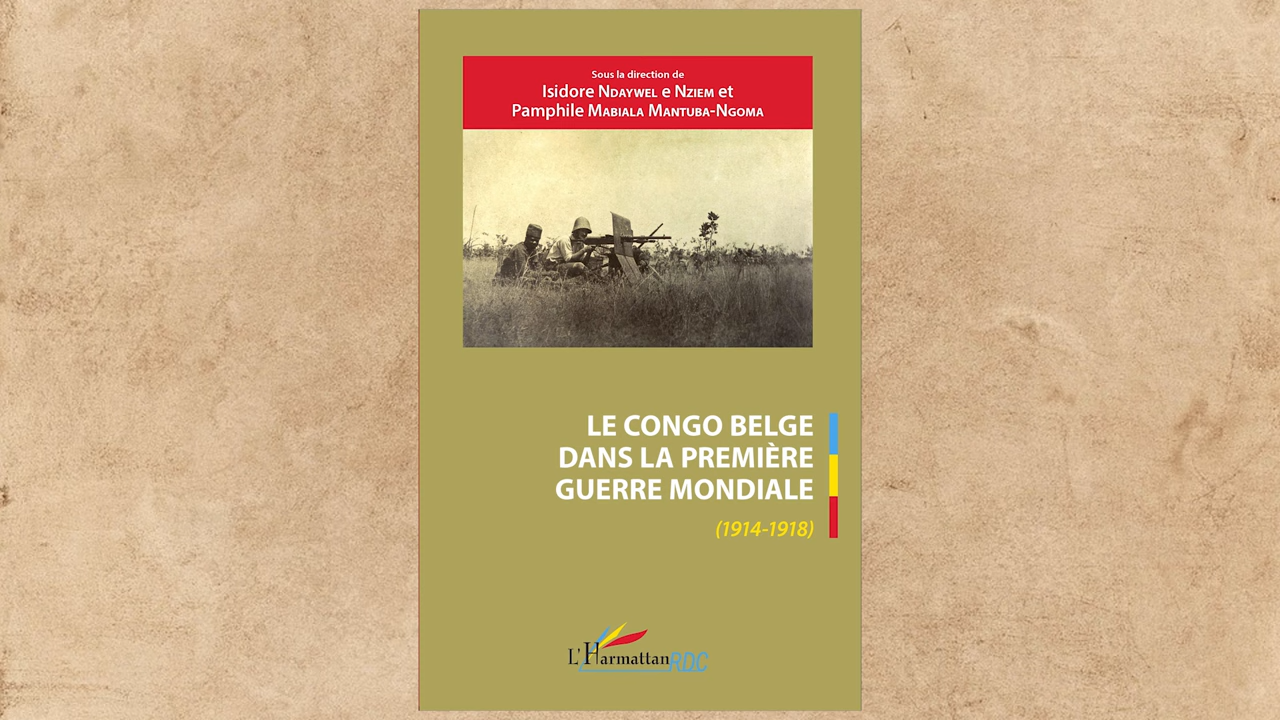 Sous la direction de
Isidore Ndaywel e Nziem et
Pamphile Mabiala Mantuba-Ngoma
LE CONGO BELGE
DANS LA PREMIÈRE
GUERRE MONDIALE
(1914-1918)
L'Harmattan RDC